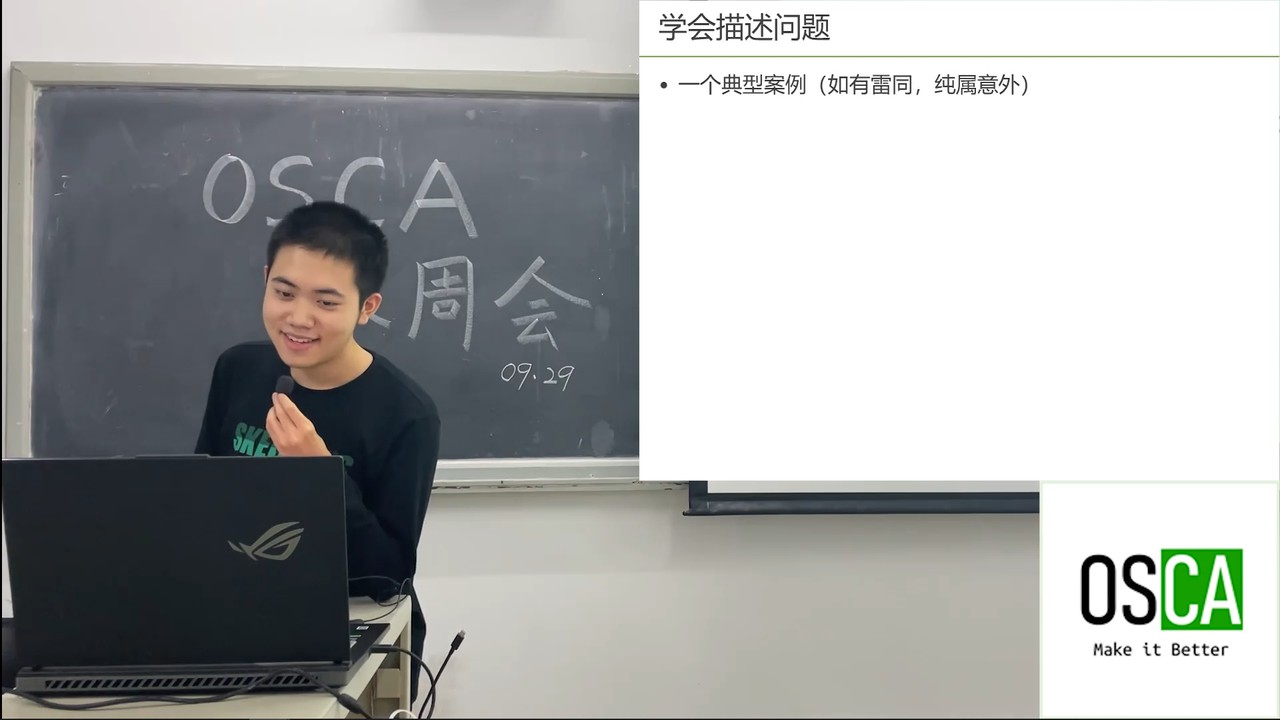 学会描述问题
• 一个典型案例（如有雷同，纯属意外）
OSCA
周会
09.29
OSCA
Make it Better